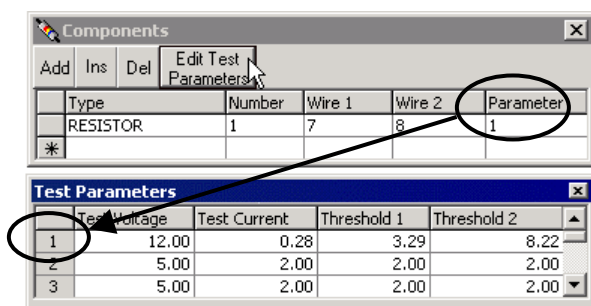 Components
Add Ins Del Edit Test Parameters
Type Number Wire 1 Wire 2 Parameter
RESISTOR 1 7 8 1
Test Parameters
Test Voltage Test Current Threshold 1 Threshold 2
1 12.00 0.28 3.29 8.22
2 5.00 2.00 2.00 2.00
3 5.00 2.00 2.00 2.00